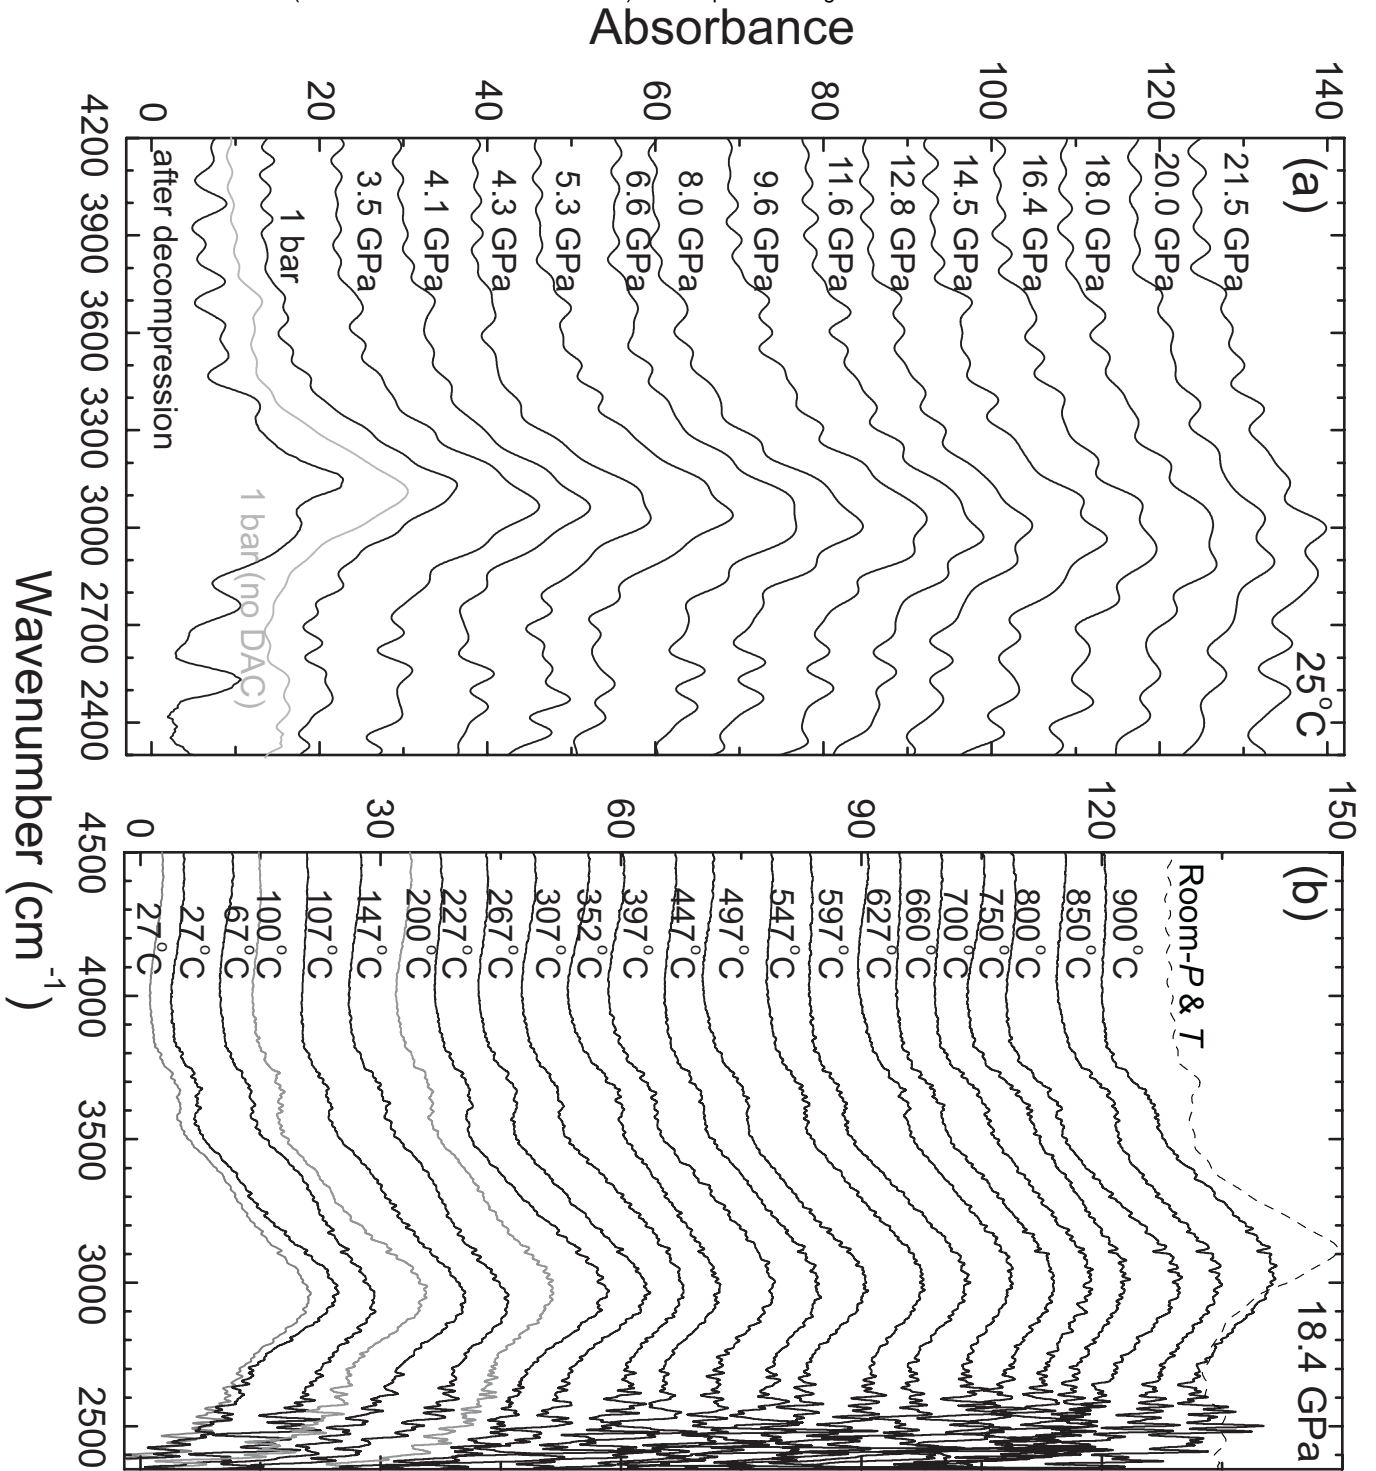 Absorbance
0 20 40 60 80 100 120 140
(a)
25°C
21.5 GPa
20.0 GPa
18.0 GPa
16.4 GPa
14.5 GPa
12.8 GPa
11.6 GPa
9.6 GPa
8.0 GPa
6.6 GPa
5.3 GPa
4.3 GPa
4.1 GPa
3.5 GPa
1 bar
1 bar (no DAC)
after decompression
42200 3900 3600 3300 3000 2700 2400
0 30 60 90 120 150
(b)
18.4 GPa
Room-P & T
900°C
850°C
800°C
750°C
700°C
660°C
627°C
597°C
547°C
497°C
447°C
397°C
352°C
307°C
267°C
227°C
200°C
147°C
107°C
100°C
67°C
27°C
27°C
4500 4000 3500 3000 2500
Wavenumber (cm-1)